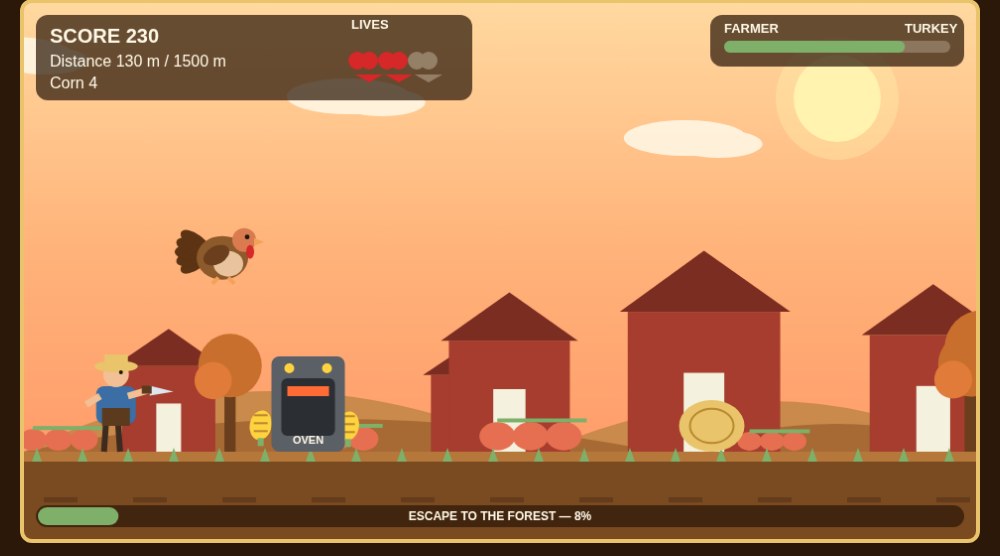 SCORE 230
Distance 130 m / 1500 m
Corn 4
LIVES
FARMER TURKEY
OVEN
ESCAPE TO THE FOREST — 8%